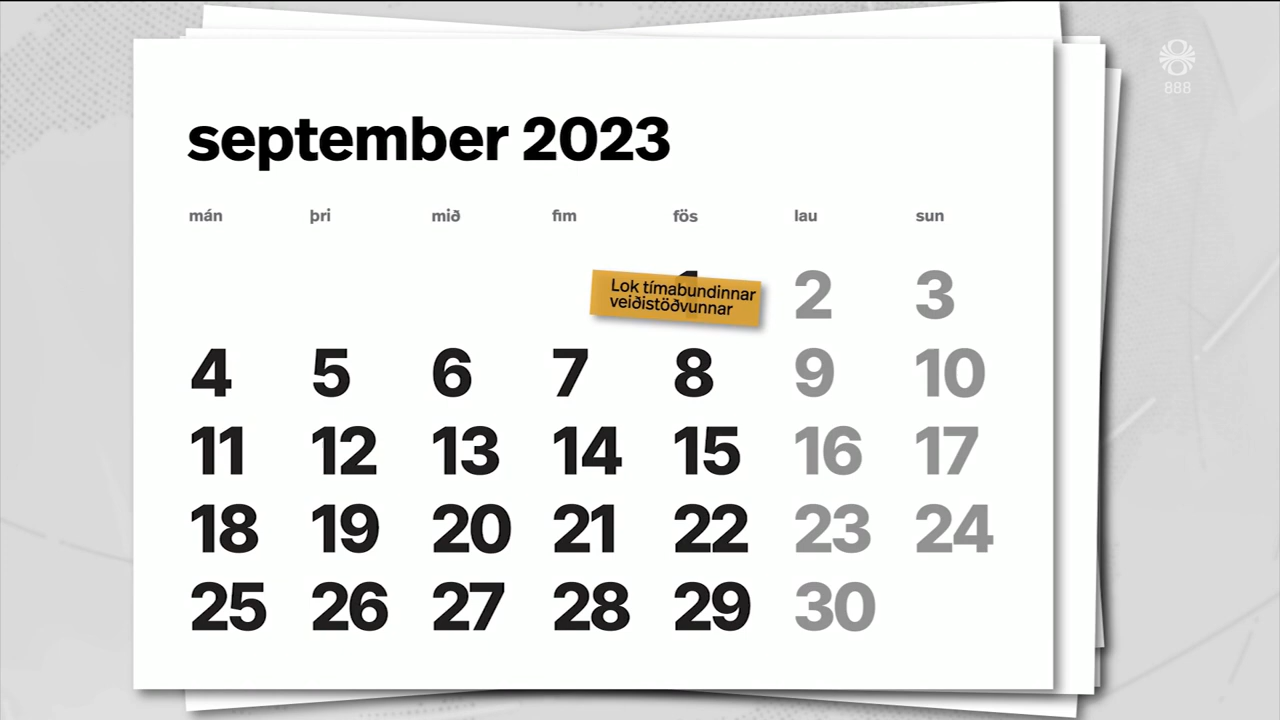 888
september 2023
mán þri mið fim fös lau sun
1 2 3
Lok tímabundinnar
veiðistöðvunnar
4 5 6 7 8 9 10
11 12 13 14 15 16 17
18 19 20 21 22 23 24
25 26 27 28 29 30